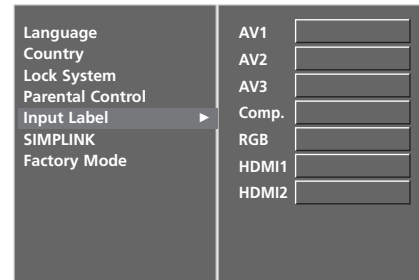 Language
Country
Lock System
Parental Control
Input Label ►
SIMPLINK
Factory Mode
AV1
AV2
AV3
Comp.
RGB
HDMI1
HDMI2